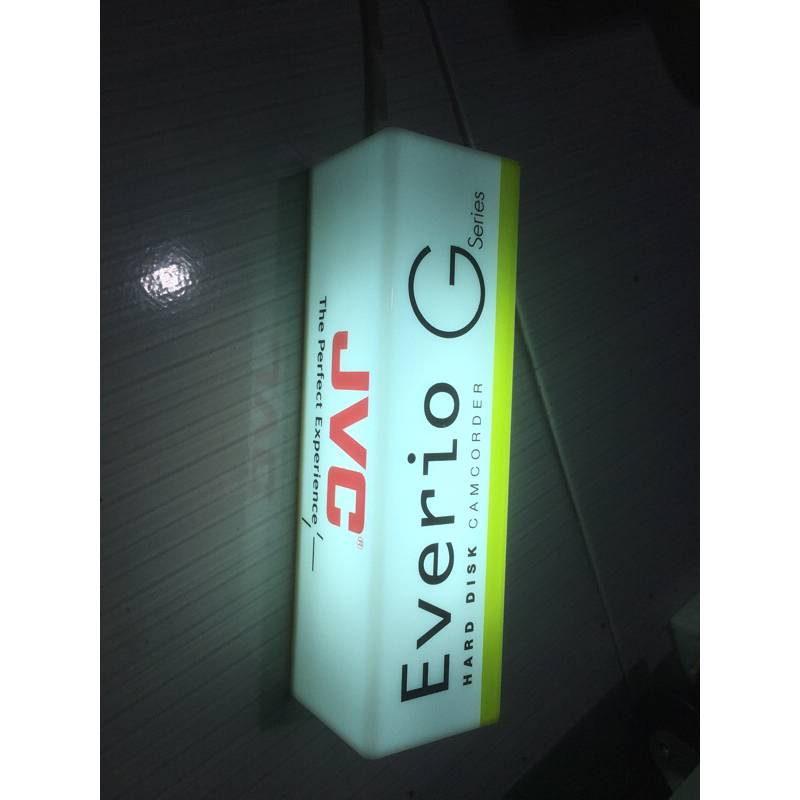 JVC®
The Perfect Experience
Everio G Series
HARD DISK CAMCORDER